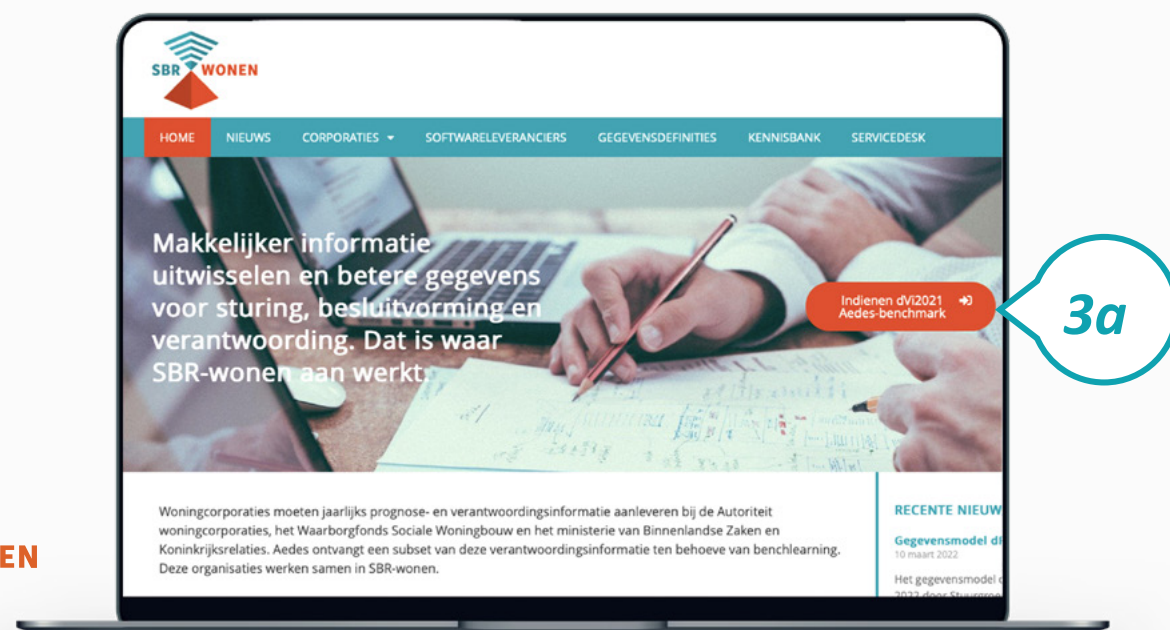 SBR WONEN
HOME NIEUWS CORPORATIES SOFTWARELEVERANCIERS GEGEVENSDEFINITIES KENNISBANK SERVICEDESK
Makkelijker informatie
uitwisselen en betere gegevens
voor sturing, besluitvorming en
verantwoording. Dat is waar
SBR-wonen aan werkt.
Indienen dVi2021
Aedes-benchmark
3a
Woningcorporaties moeten jaarlijks prognose- en verantwoordingsinformatie aanleveren bij de Autoriteit
woningcorporaties, het Waarborgfonds Sociale Woningbouw en het ministerie van Binnenlandse Zaken en
Koninkrijksrelaties. Aedes ontvangt een subset van deze verantwoordingsinformatie ten behoeve van benchlearning.
Deze organisaties werken samen in SBR-wonen.
RECENTE NIEUW
Gegevensmodel
10 maart 2022
Het gegevensmodel
2022 door Stuurgroe
EN